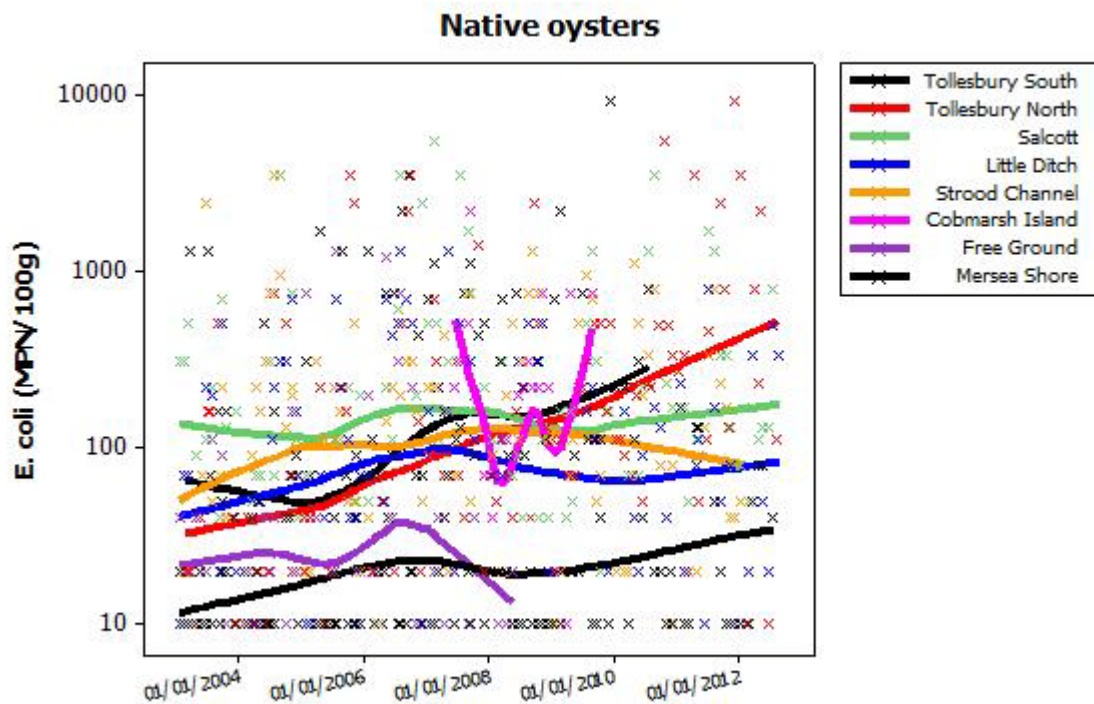 Native oysters
10000
1000
100
10
E. coli (MPN/100g)
01/01/2004
01/01/2006
01/01/2008
01/01/2010
01/01/2012
Tollesbury South
Tollesbury North
Salcott
Little Ditch
Strood Channel
Cobmarsh Island
Free Ground
Mersea Shore